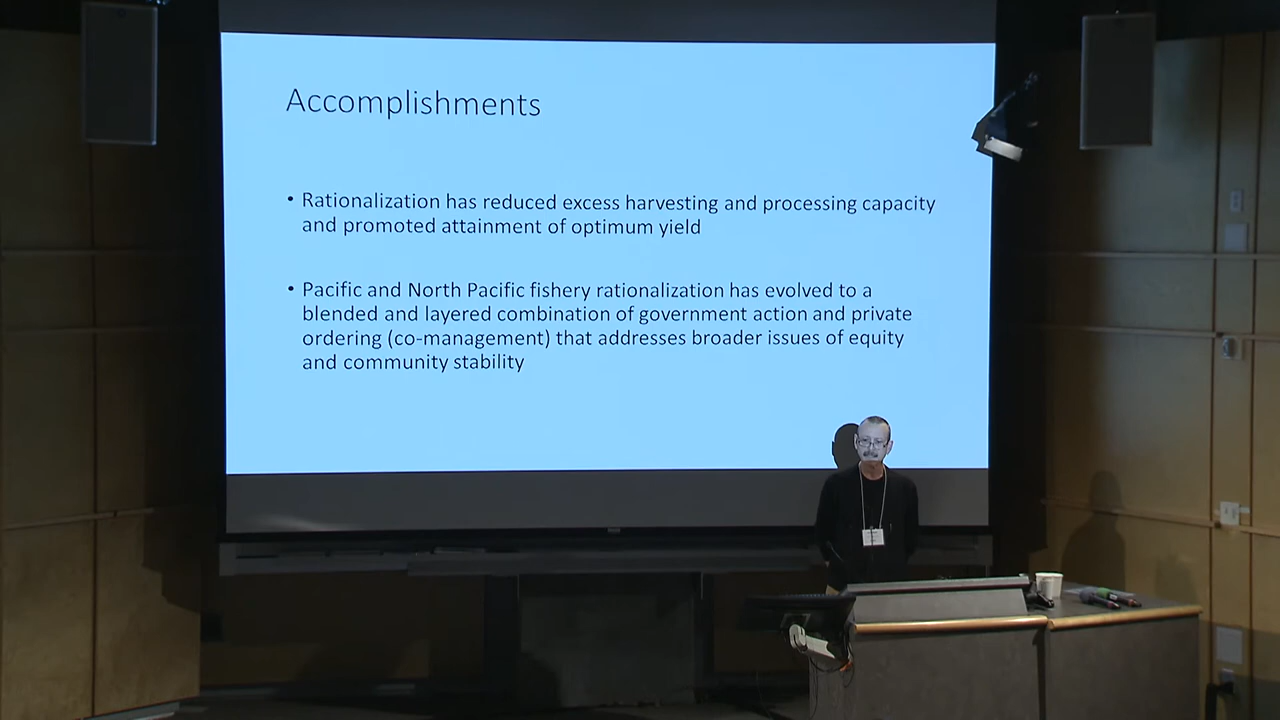 Accomplishments
• Rationalization has reduced excess harvesting and processing capacity
and promoted attainment of optimum yield
• Pacific and North Pacific fishery rationalization has evolved to a
blended and layered combination of government action and private
ordering (co-management) that addresses broader issues of equity
and community stability